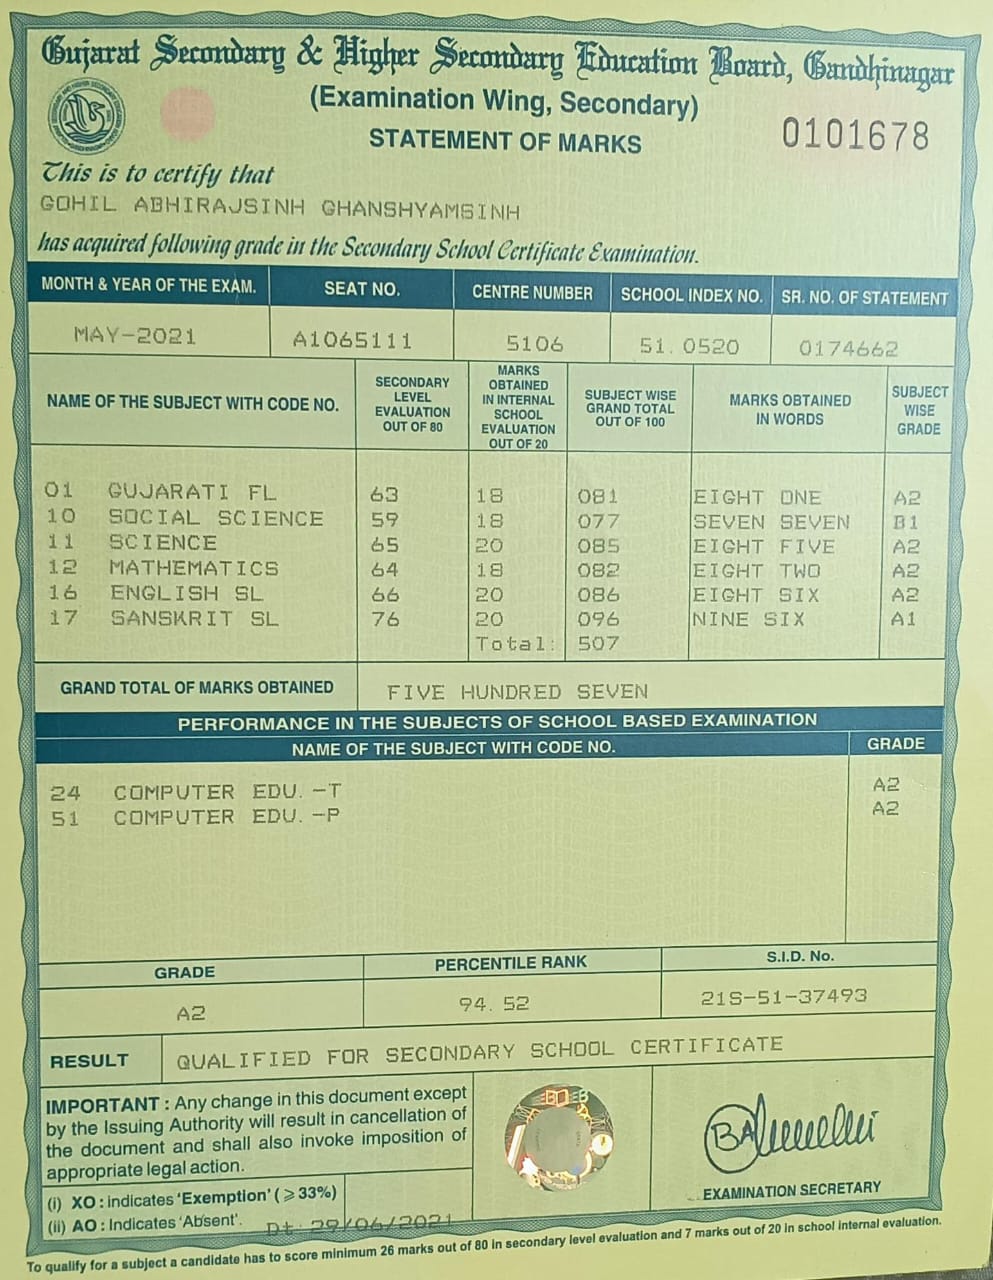 Gujarat Secondary & Higher Secondary Education Board, Gandhinagar
(Examination Wing, Secondary)
STATEMENT OF MARKS
0101678
This is to certify that
GOHIL ABHIRAJSINH GHANSHYAMSINH
has acquired following grade in the Secondary School Certificate Examination.
MONTH & YEAR OF THE EXAM. SEAT NO. CENTRE NUMBER SCHOOL INDEX NO. SR. NO. OF STATEMENT
MAY-2021 A1065111 5106 51.0520 0174662
NAME OF THE SUBJECT WITH CODE NO.
SECONDARY
LEVEL
EVALUATION
OUT OF 80
MARKS
OBTAINED
IN INTERNAL
SCHOOL
EVALUATION
OUT OF 20
SUBJECT WISE
GRAND TOTAL
OUT OF 100
MARKS OBTAINED
IN WORDS
SUBJECT
WISE
GRADE
01 GUJARATI FL 63 18 081 EIGHT ONE A2
10 SOCIAL SCIENCE 59 18 077 SEVEN SEVEN B1
11 SCIENCE 65 20 085 EIGHT FIVE A2
12 MATHEMATICS 64 18 082 EIGHT TWO A2
16 ENGLISH SL 66 20 086 EIGHT SIX A2
17 SANSKRIT SL 76 20 096 NINE SIX A1
Total: 507
GRAND TOTAL OF MARKS OBTAINED FIVE HUNDRED SEVEN
PERFORMANCE IN THE SUBJECTS OF SCHOOL BASED EXAMINATION
NAME OF THE SUBJECT WITH CODE NO. GRADE
24 COMPUTER EDU. -T A2
51 COMPUTER EDU. -P A2
GRADE PERCENTILE RANK S.I.D. No.
A2 94.52 21S-51-37493
RESULT QUALIFIED FOR SECONDARY SCHOOL CERTIFICATE
IMPORTANT : Any change in this document except
by the Issuing Authority will result in cancellation of
the document and shall also invoke imposition of
appropriate legal action.
(i) XO : indicates 'Exemption' ( ⩾ 33%)
(ii) AO : Indicates 'Absent'.
Dt: 29/06/2021
EXAMINATION SECRETARY
To qualify for a subject a candidate has to score minimum 26 marks out of 80 in secondary level evaluation and 7 marks out of 20 in school internal evaluation.